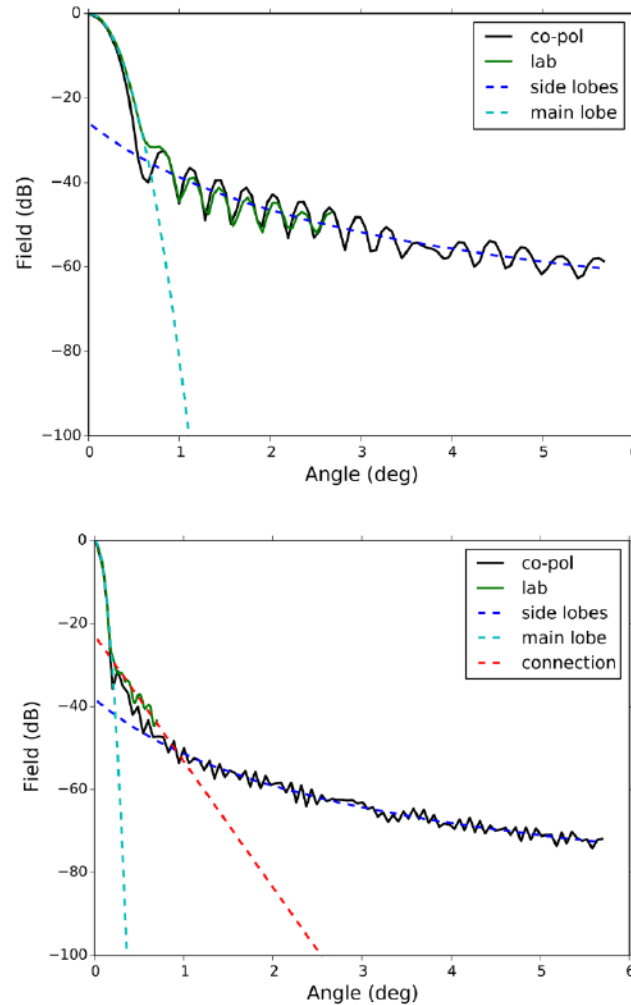 0
−20
−40
−60
−80
−100
Field (dB)
0 1 2 3 4 5 6
Angle (deg)
co-pol
lab
side lobes
main lobe
0
−20
−40
−60
−80
−100
Field (dB)
0 1 2 3 4 5 6
Angle (deg)
co-pol
lab
side lobes
main lobe
connection